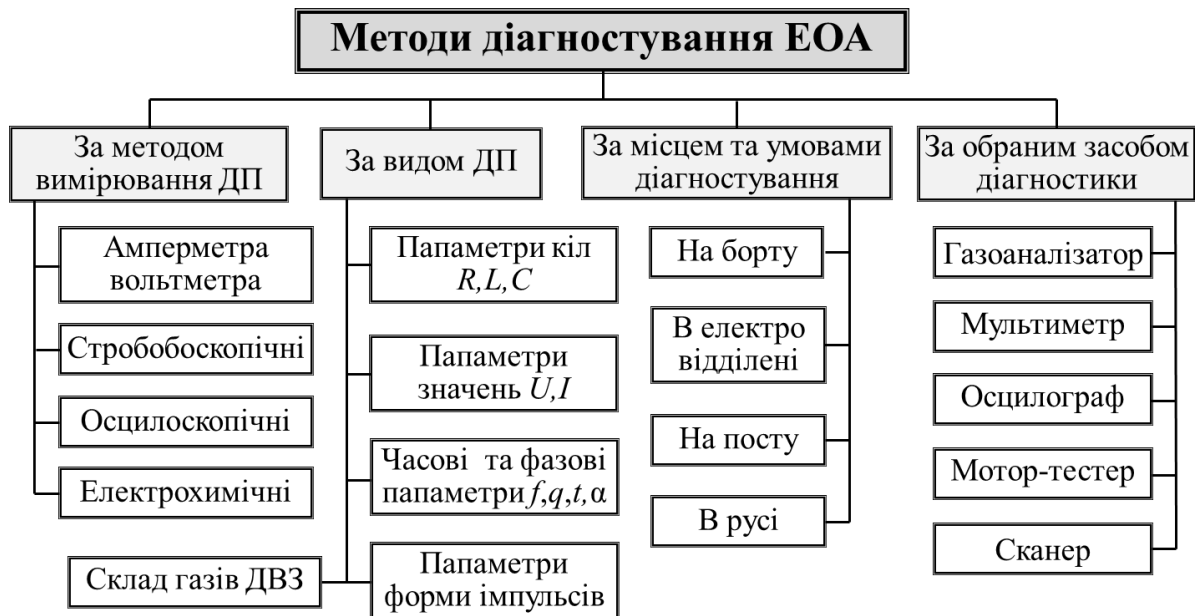 Методи діагностування ЕОА
За методом
вимірювання ДП
Амперметра
вольтметра
Стробобоскопічні
Осцилоскопічні
Електрохимічні
За видом ДП
Папаметри кіл
R,L,C
Папаметри
значень U,I
Часові та фазові
папаметри f,q,t,α
Склад газів ДВЗ
Папаметри
форми імпульсів
За місцем та умовами
діагностування
На борту
В електро
відділені
На посту
В русі
За обраним засобом
діагностики
Газоаналізатор
Мультиметр
Осцилограф
Мотор-тестер
Сканер